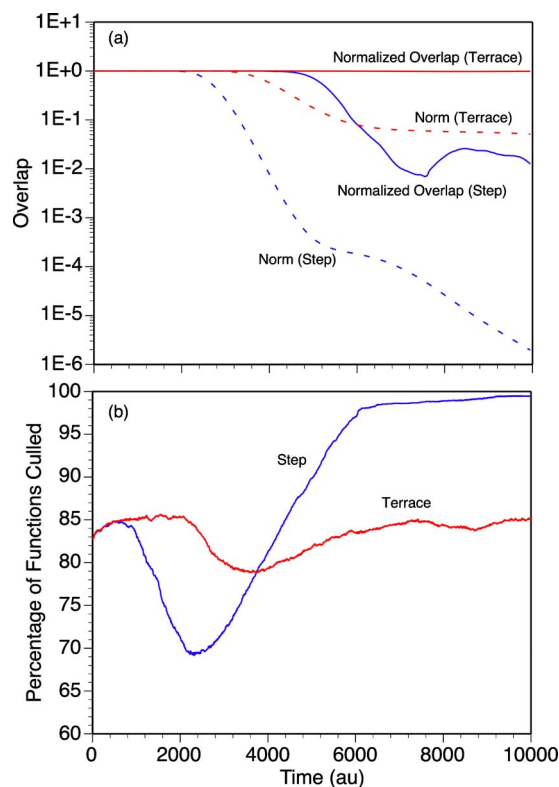 (a)
1E+1
Normalized Overlap (Terrace)
1E+0
Norm (Terrace)
1E-1
1E-2
Normalized Overlap (Step)
1E-3
Norm (Step)
1E-4
1E-5
1E-6
Overlap
(b)
100
95
Step
90
Terrace
85
80
75
70
65
60
Percentage of Functions Culled
0 2000 4000 6000 8000 10000
Time (au)